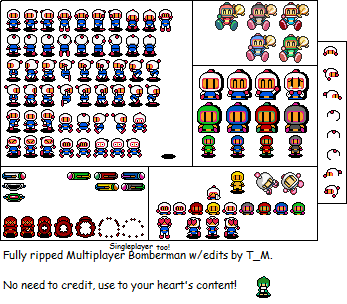 Singleplayer too!
Fully ripped Multiplayer Bomberman w/edits by T_M.
No need to credit, use to your heart's content!